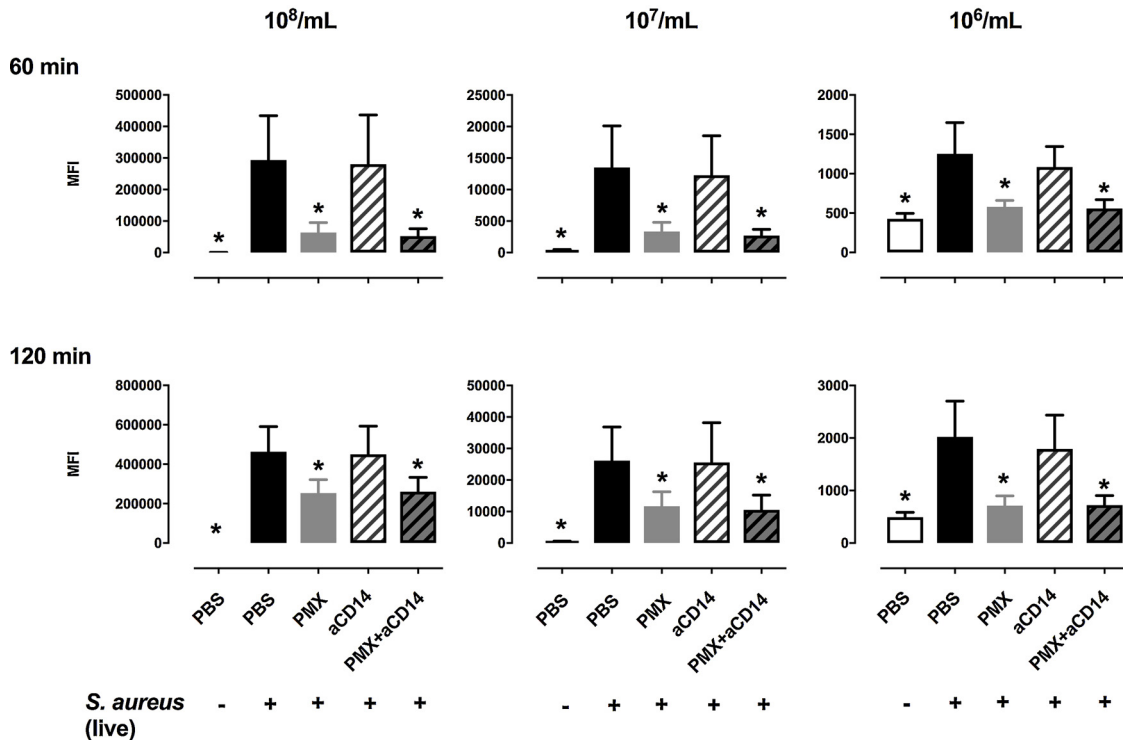 10⁸/mL 10⁷/mL 10⁶/mL
60 min
500000 25000 2000
400000 20000 1500
300000 15000 1000
200000 10000 500
100000 5000 0
0 0
MFI
* * *
* * *
* * *
120 min
800000 50000 3000
600000 40000 2000
400000 30000 1000
200000 20000 0
0 10000
0
MFI
* * *
* * *
* * *
PBS PBS PMX aCD14 PMX+aCD14 PBS PBS PMX aCD14 PMX+aCD14 PBS PBS PMX aCD14 PMX+aCD14
S. aureus - + + + + - + + + + - + + + +
(live)